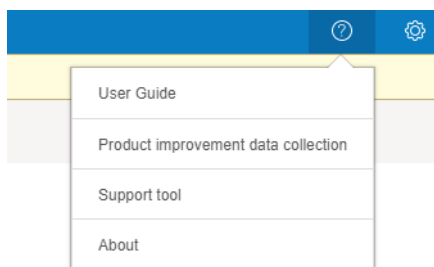 User Guide
Product improvement data collection
Support tool
About